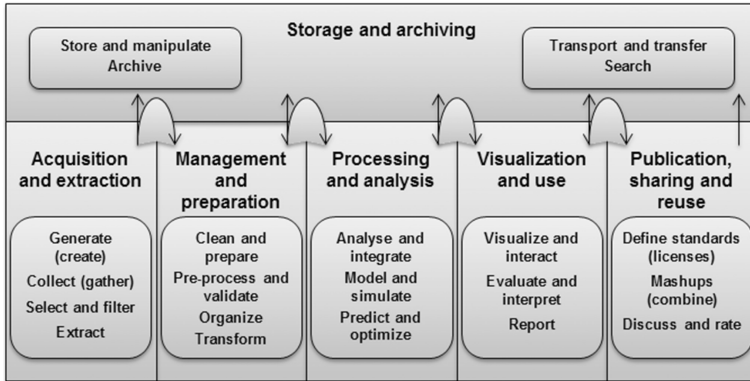 Storage and archiving
Store and manipulate
Archive
Transport and transfer
Search
Acquisition
and extraction
Generate
(create)
Collect (gather)
Select and filter
Extract
Management
and
preparation
Clean and
prepare
Pre-process and
validate
Organize
Transform
Processing
and analysis
Analyse and
integrate
Model and
simulate
Predict and
optimize
Visualization
and use
Visualize and
interact
Evaluate and
interpret
Report
Publication,
sharing and
reuse
Define standards
(licenses)
Mashups
(combine)
Discuss and rate